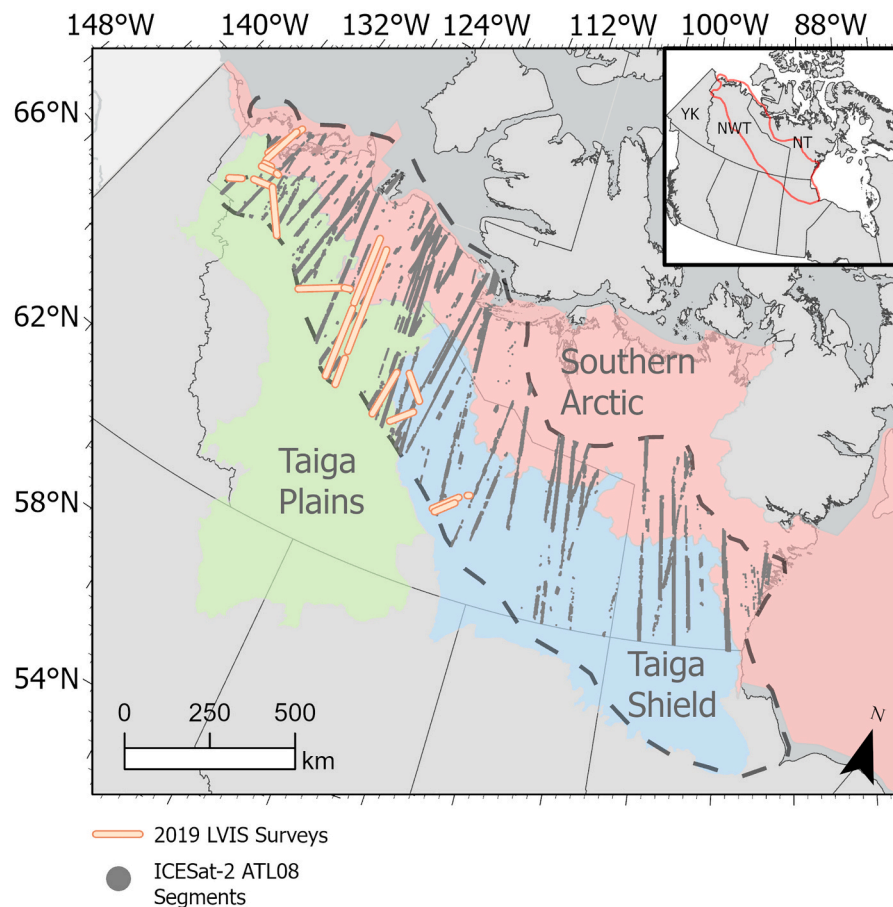 148°W 140°W 132°W 124°W 112°W 100°W 88°W
66°N
62°N
58°N
54°N
YK
NWT
NT
Southern
Arctic
Taiga
Plains
Taiga
Shield
0 250 500
km
N
2019 LVIS Surveys
ICESat-2 ATL08
Segments